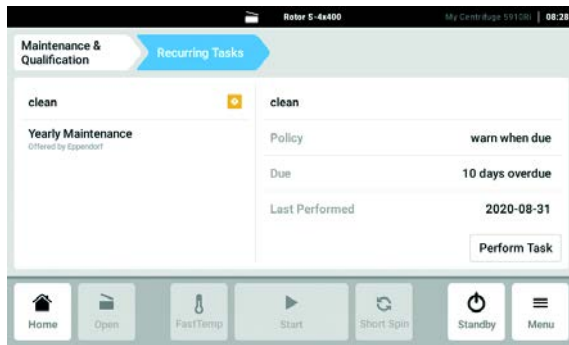 Rotor S-4x400
My Centrifuge 5910Ri
08:28
Maintenance &
Qualification
Recurring Tasks
clean
Yearly Maintenance
Offered by Eppendorf
clean
Policy warn when due
Due 10 days overdue
Last Performed 2020-08-31
Perform Task
Home Open FastTemp Start Short Spin Standby Menu